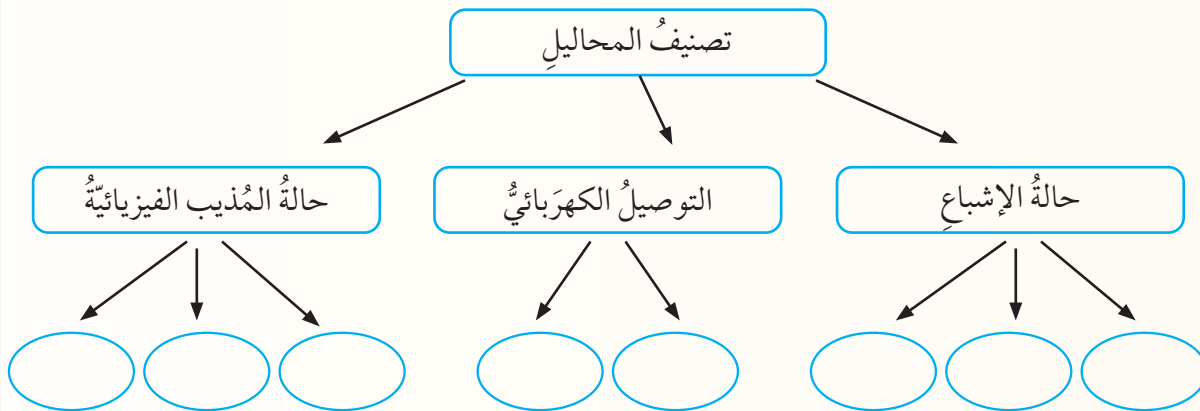 تصنيفُ المحاليلِ
حالةُ الإشباعِ
التوصيلُ الكهرَبائيُّ
حالةُ المُذيب الفيزيائيّةُ